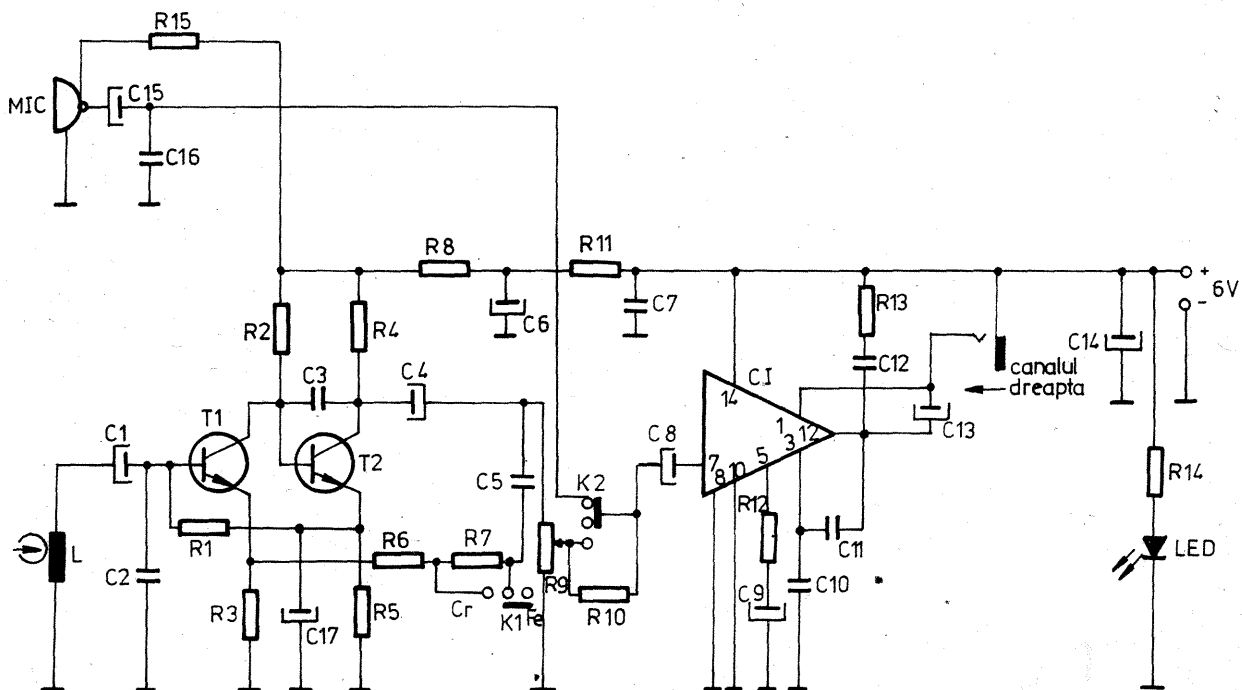 R15
MIC
C15
C16
R8
R11
+
6V
-
R2
R4
C6
C7
R13
C3
C4
C.I
C12
C14
canalul
dreapta
14
C13
T1
T2
C1
C8
1
12
3
7
8
10
5
C5
K2
R12
R14
L
R1
R6
R7
R9
C11
LED
C2
R3
C17
R5
Cr
K1
Fe
R10
C9
C10